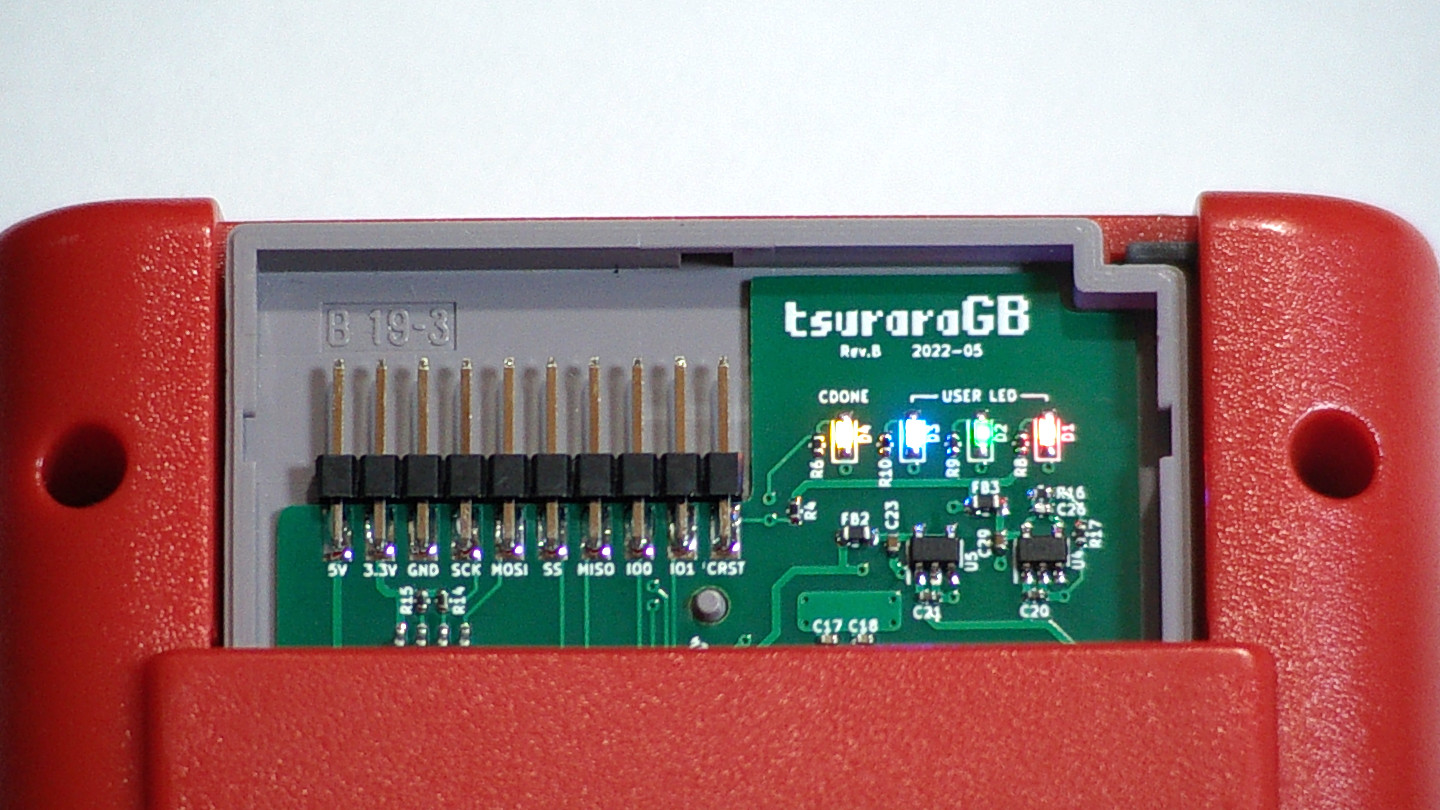 B 19-3
tsuraraGB
Rev.B 2022-05
CDONE USER LED
D4 D3 D2 D1
R6 R10 R9 R8
FB3 R16
R4 FB2 C23 C26
C29 R17
U5 U4
5V 3.3V GND SCK MOSI SS MISO IO0 IO1 CRST
R15 R14
C21 C20
C17 C18